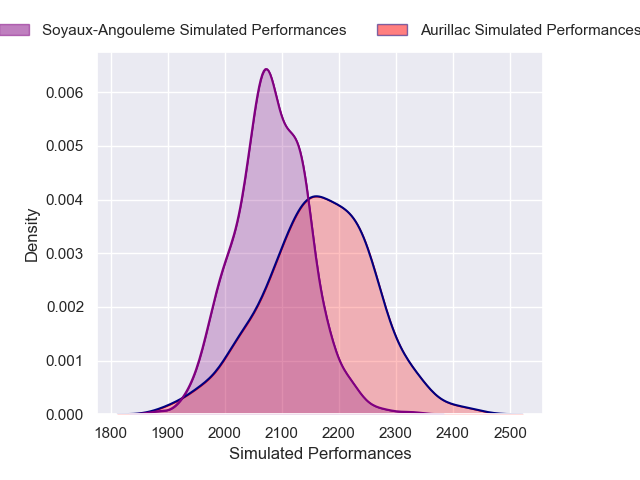 Soyaux-Angouleme Simulated Performances
Aurillac Simulated Performances
0.006
0.005
0.004
0.003
0.002
0.001
0.000
Density
1800 1900 2000 2100 2200 2300 2400 2500
Simulated Performances